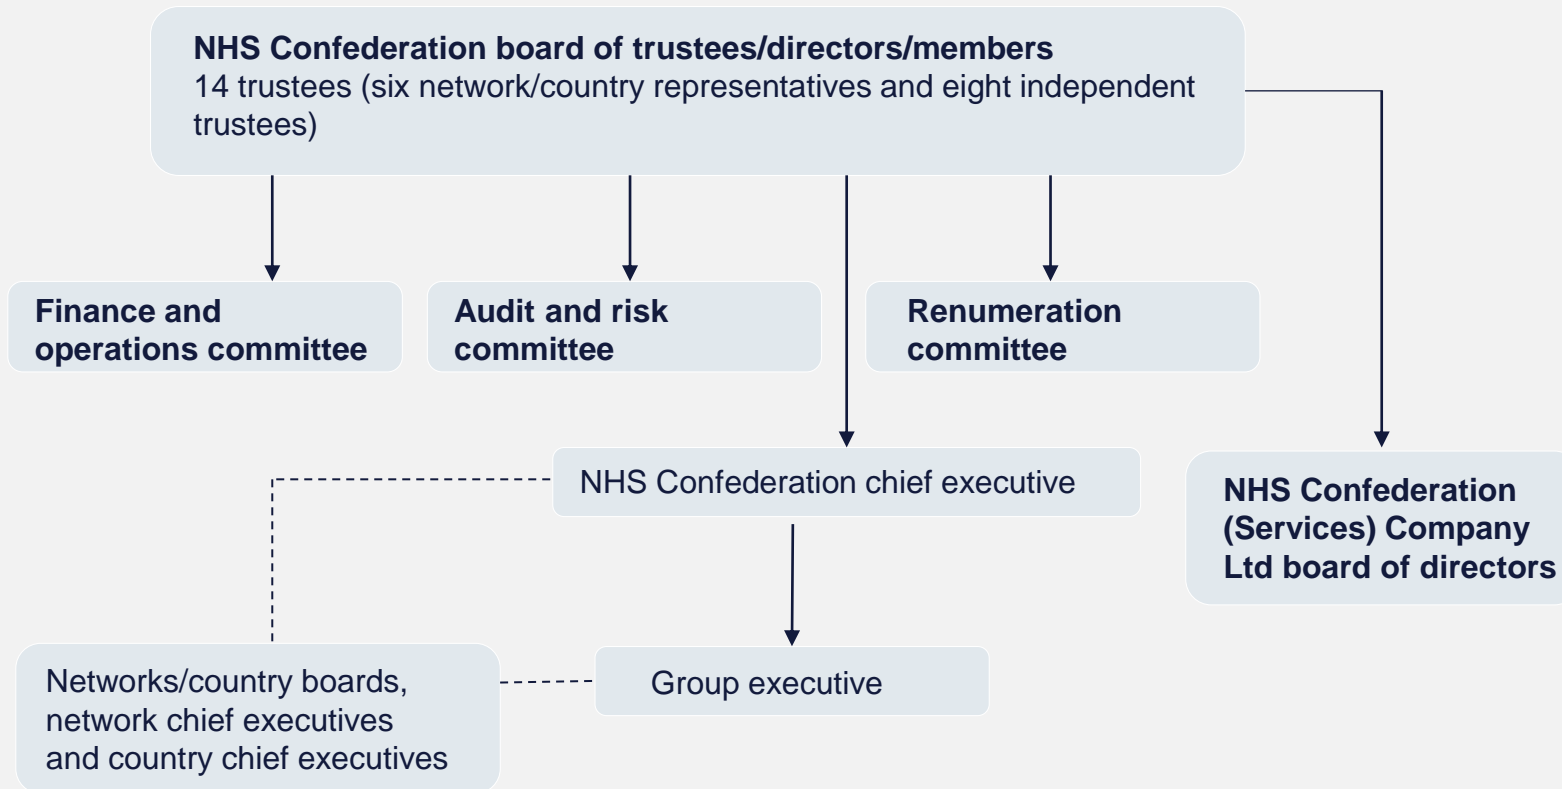 NHS Confederation board of trustees/directors/members
14 trustees (six network/country representatives and eight independent
trustees)
Finance and
operations committee
Audit and risk
committee
Renumeration
committee
NHS Confederation chief executive
NHS Confederation
(Services) Company
Ltd board of directors
Networks/country boards,
network chief executives
and country chief executives
Group executive